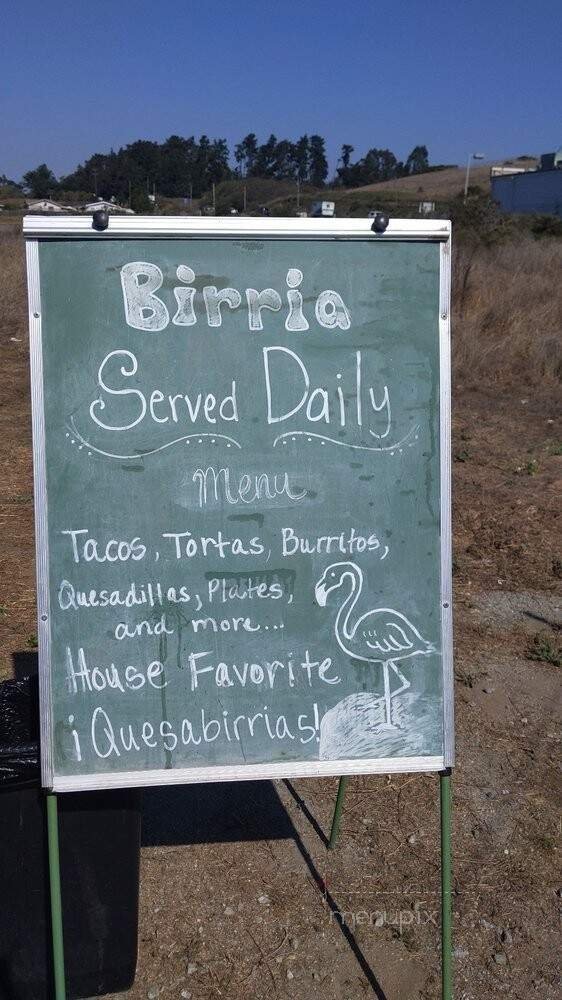 Birria
Served Daily
Menu
Tacos, Tortas, Burritos,
Quesadillas, Plates,
and more...
House Favorite
¡Quesabirrias!
menupix